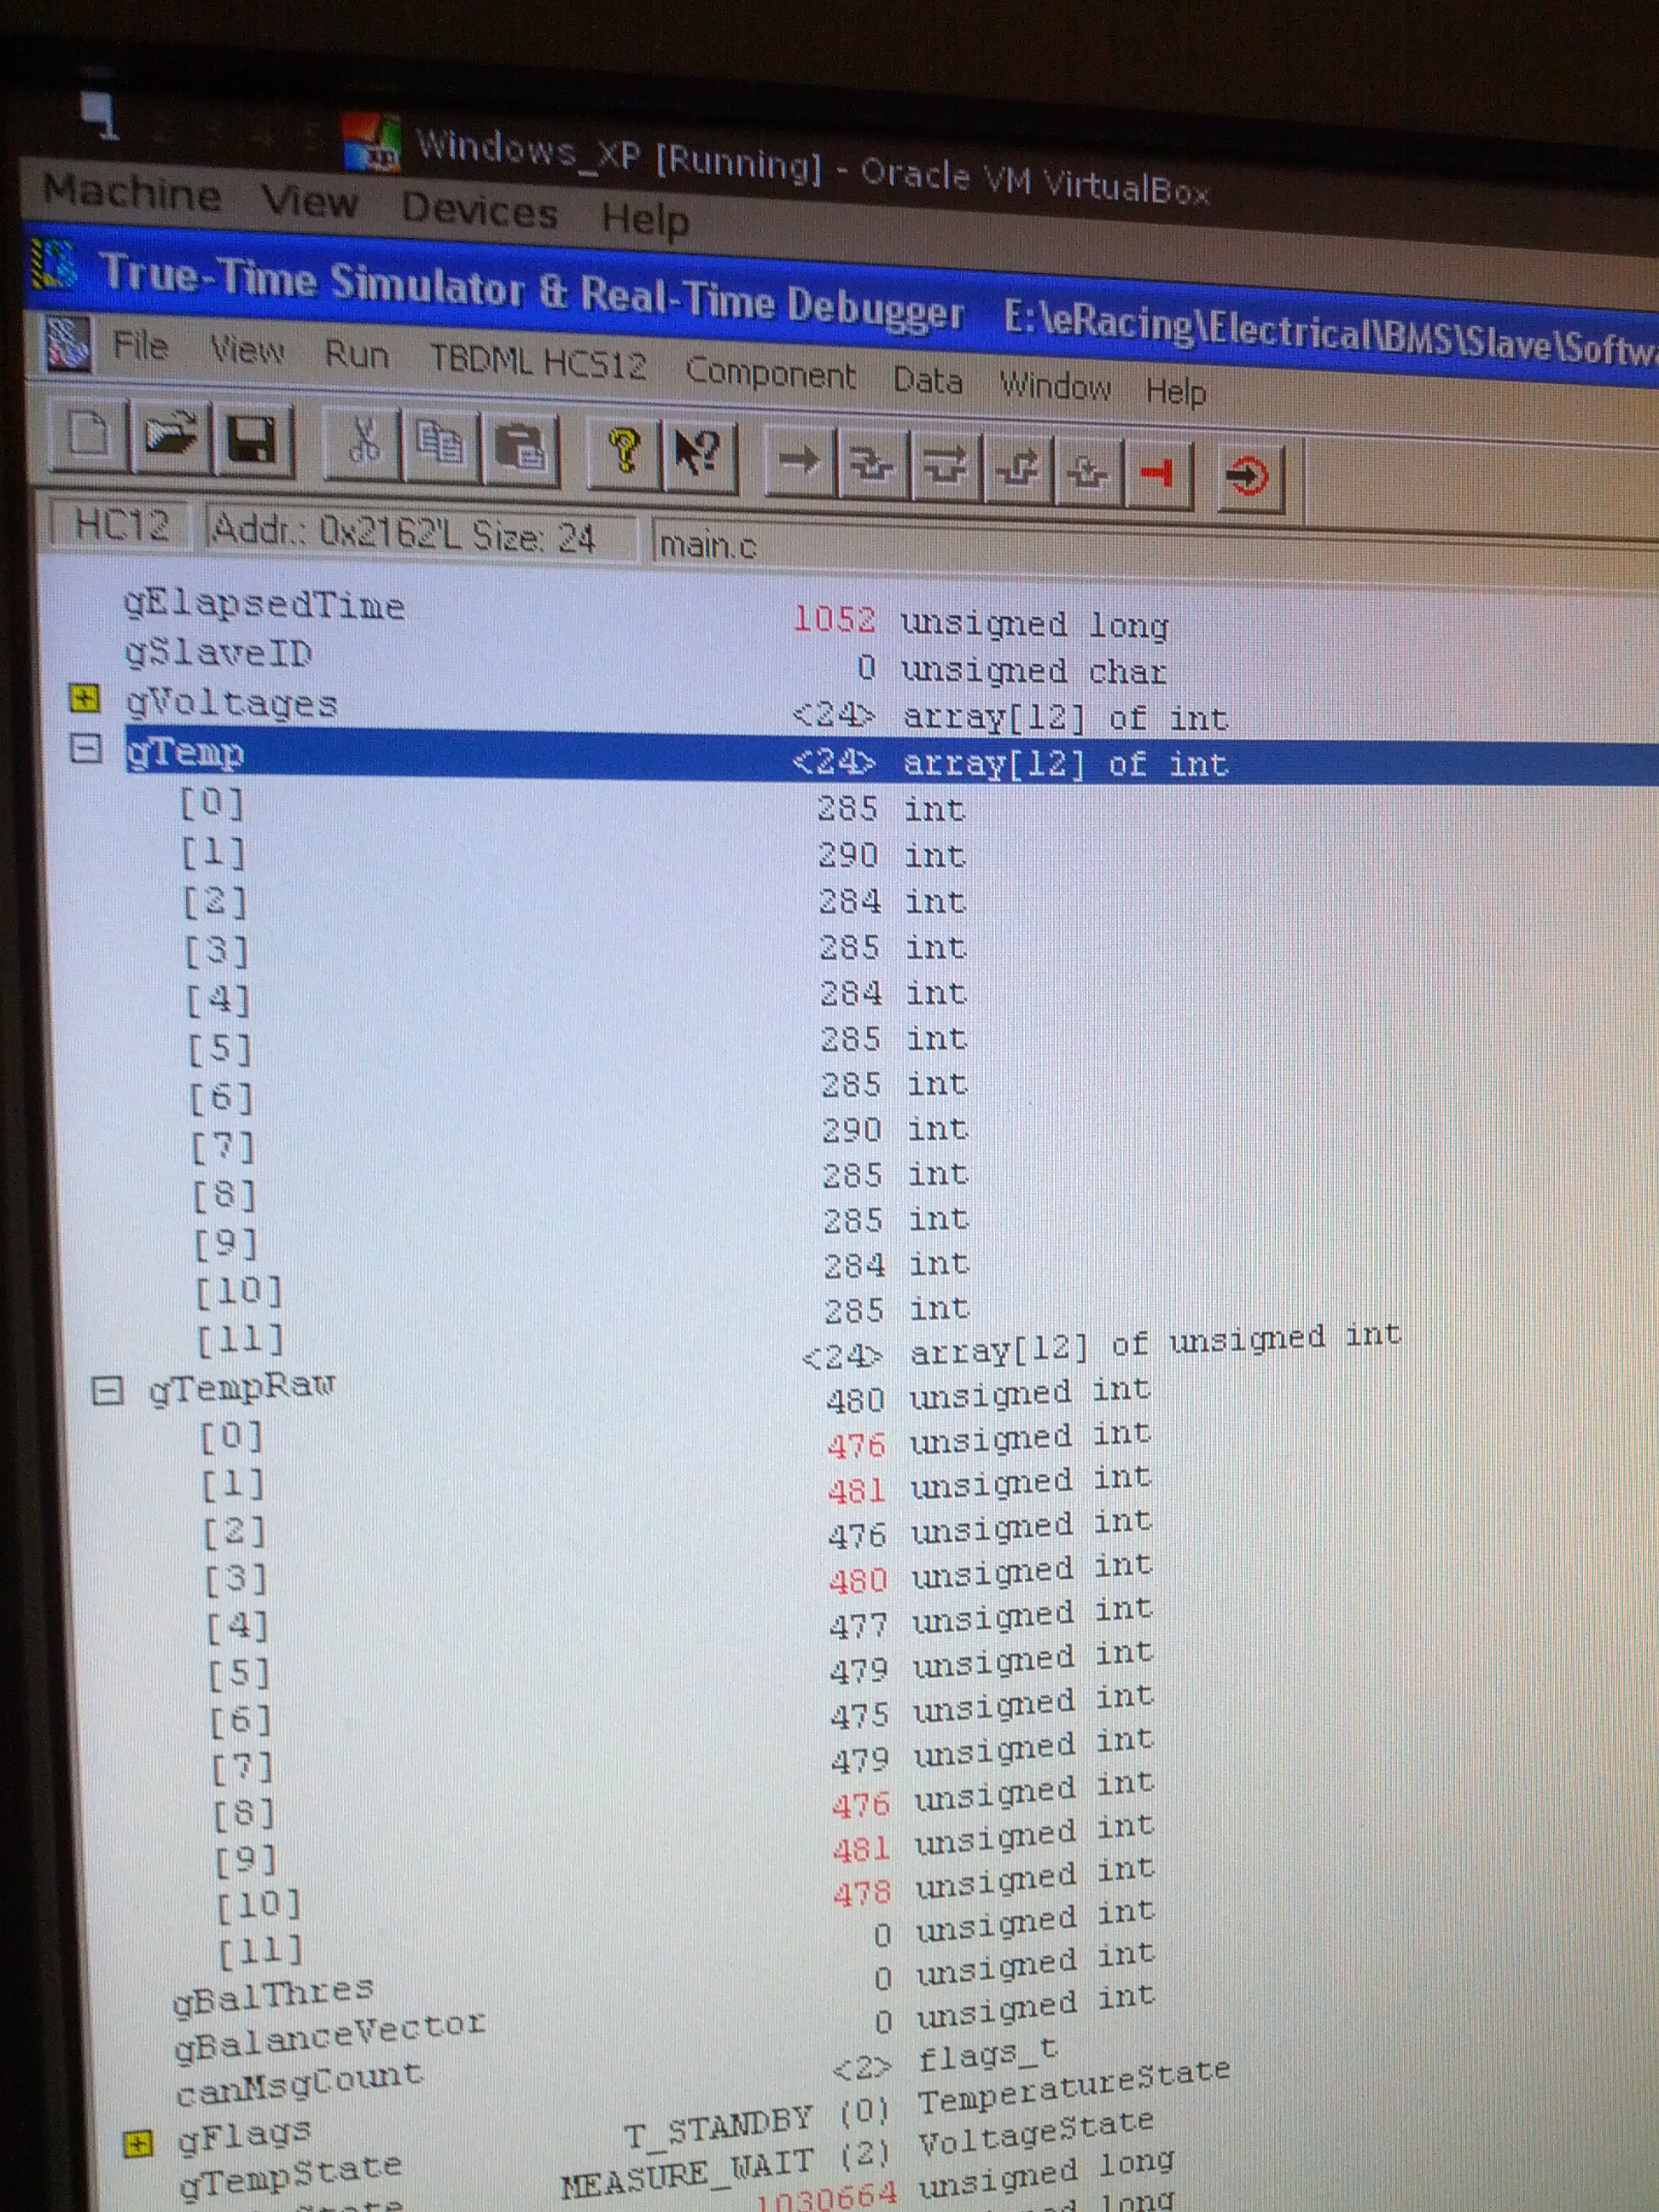 Windows_XP [Running] - Oracle VM VirtualBox
Machine View Devices Help
True-Time Simulator & Real-Time Debugger E:\eRacing\Electrical\BMS\Slave\Softwa
File View Run TBDML HCS12 Component Data Window Help
HC12 Addr.: 0x2162'L Size: 24 main.c
gElapsedTime 1052 unsigned long
gSlaveID 0 unsigned char
gVoltages <24> array[12] of int
gTemp <24> array[12] of int
[0] 285 int
[1] 290 int
[2] 284 int
[3] 285 int
[4] 284 int
[5] 285 int
[6] 285 int
[7] 290 int
[8] 285 int
[9] 285 int
[10] 284 int
[11] 285 int
gTempRaw <24> array[12] of unsigned int
[0] 480 unsigned int
[1] 476 unsigned int
[2] 481 unsigned int
[3] 476 unsigned int
[4] 480 unsigned int
[5] 477 unsigned int
[6] 479 unsigned int
[7] 475 unsigned int
[8] 479 unsigned int
[9] 476 unsigned int
[10] 481 unsigned int
[11] 478 unsigned int
gBalThres 0 unsigned int
gBalanceVector 0 unsigned int
canMsgCount 0 unsigned int
gFlags <2> flags_t
gTempState T_STANDBY (0) TemperatureState
MEASURE_WAIT (2) VoltageState
1030664 unsigned long
long